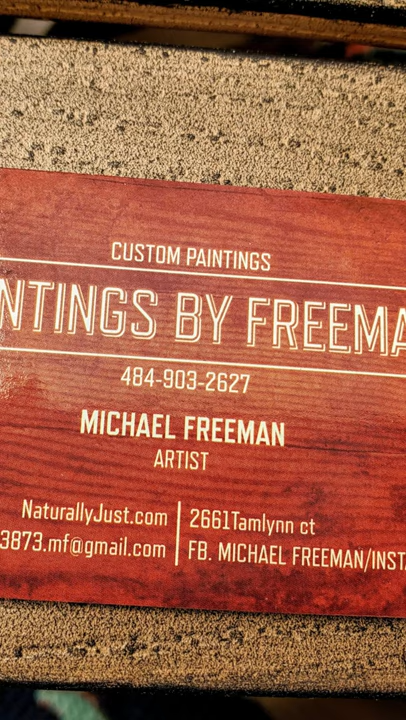 CUSTOM PAINTINGS
NTINGS BY FREEMA
484-903-2627
MICHAEL FREEMAN
ARTIST
NaturallyJust.com
3873.mf@gmail.com
2661Tamlynn ct
FB. MICHAEL FREEMAN/INST